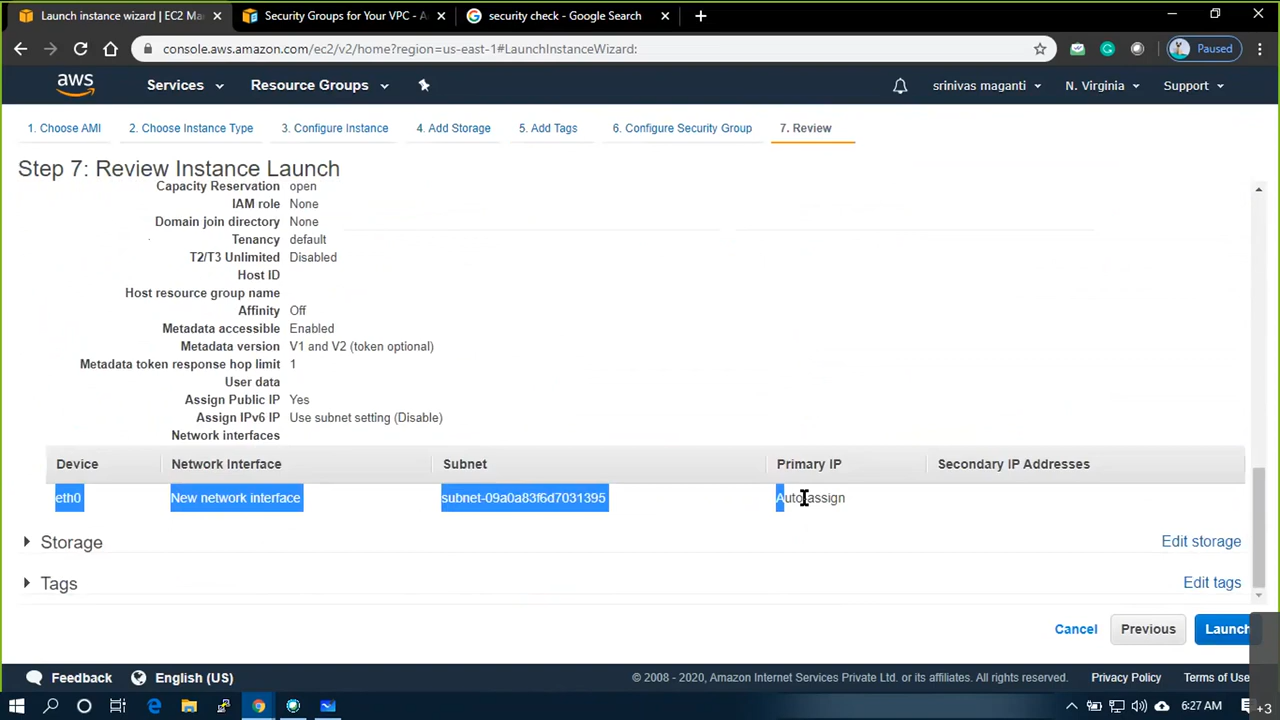 Launch instance wizard | EC2 Ma
Security Groups for Your VPC - A
security check - Google Search
console.aws.amazon.com/ec2/v2/home?region=us-east-1#LaunchInstanceWizard:
Paused
aws
Services
Resource Groups
srinivas maganti
N. Virginia
Support
1. Choose AMI
2. Choose Instance Type
3. Configure Instance
4. Add Storage
5. Add Tags
6. Configure Security Group
7. Review
Step 7: Review Instance Launch
Capacity Reservation open
IAM role None
Domain join directory None
Tenancy default
T2/T3 Unlimited Disabled
Host ID
Host resource group name
Affinity Off
Metadata accessible Enabled
Metadata version V1 and V2 (token optional)
Metadata token response hop limit 1
User data
Assign Public IP Yes
Assign IPv6 IP Use subnet setting (Disable)
Network interfaces
Device Network Interface Subnet Primary IP Secondary IP Addresses
eth0 New network interface subnet-09a0a83f6d7031395 Auto-assign
Storage Edit storage
Tags Edit tags
Cancel Previous Launch
Feedback English (US) © 2008 - 2020, Amazon Internet Services Private Ltd. or its affiliates. All rights reserved. Privacy Policy Terms of Use
6:27 AM
+3